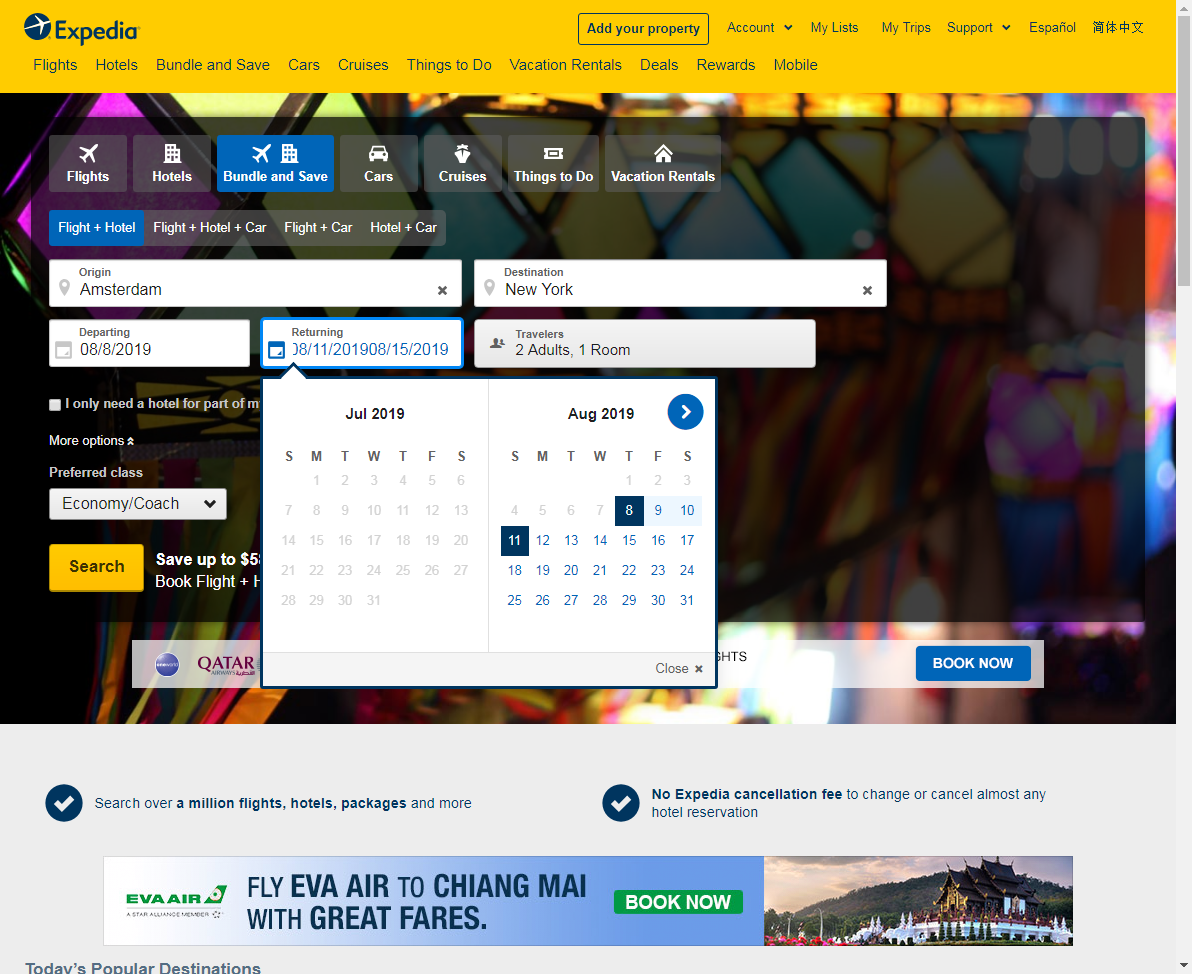 Expedia
Add your property
Account
My Lists
My Trips
Support
Español
简体中文
Flights
Hotels
Bundle and Save
Cars
Cruises
Things to Do
Vacation Rentals
Deals
Rewards
Mobile
Flights
Hotels
Bundle and Save
Cars
Cruises
Things to Do
Vacation Rentals
Flight + Hotel
Flight + Hotel + Car
Flight + Car
Hotel + Car
Origin
Amsterdam
Destination
New York
Departing
08/8/2019
Returning
08/11/201908/15/2019
Travelers
2 Adults, 1 Room
I only need a hotel for part of m
More options
Preferred class
Economy/Coach
Search
Save up to $5
Book Flight + H
Jul 2019
S M T W T F S
1 2 3 4 5 6
7 8 9 10 11 12 13
14 15 16 17 18 19 20
21 22 23 24 25 26 27
28 29 30 31
Aug 2019
S M T W T F S
1 2 3
4 5 6 7 8 9 10
11 12 13 14 15 16 17
18 19 20 21 22 23 24
25 26 27 28 29 30 31
Close
oneworld
QATAR
AIRWAYS القطرية
GHTS
BOOK NOW
Search over a million flights, hotels, packages and more
No Expedia cancellation fee to change or cancel almost any
hotel reservation
EVA AIR
A STAR ALLIANCE MEMBER
FLY EVA AIR TO CHIANG MAI
WITH GREAT FARES.
BOOK NOW
Today's Popular Destinations